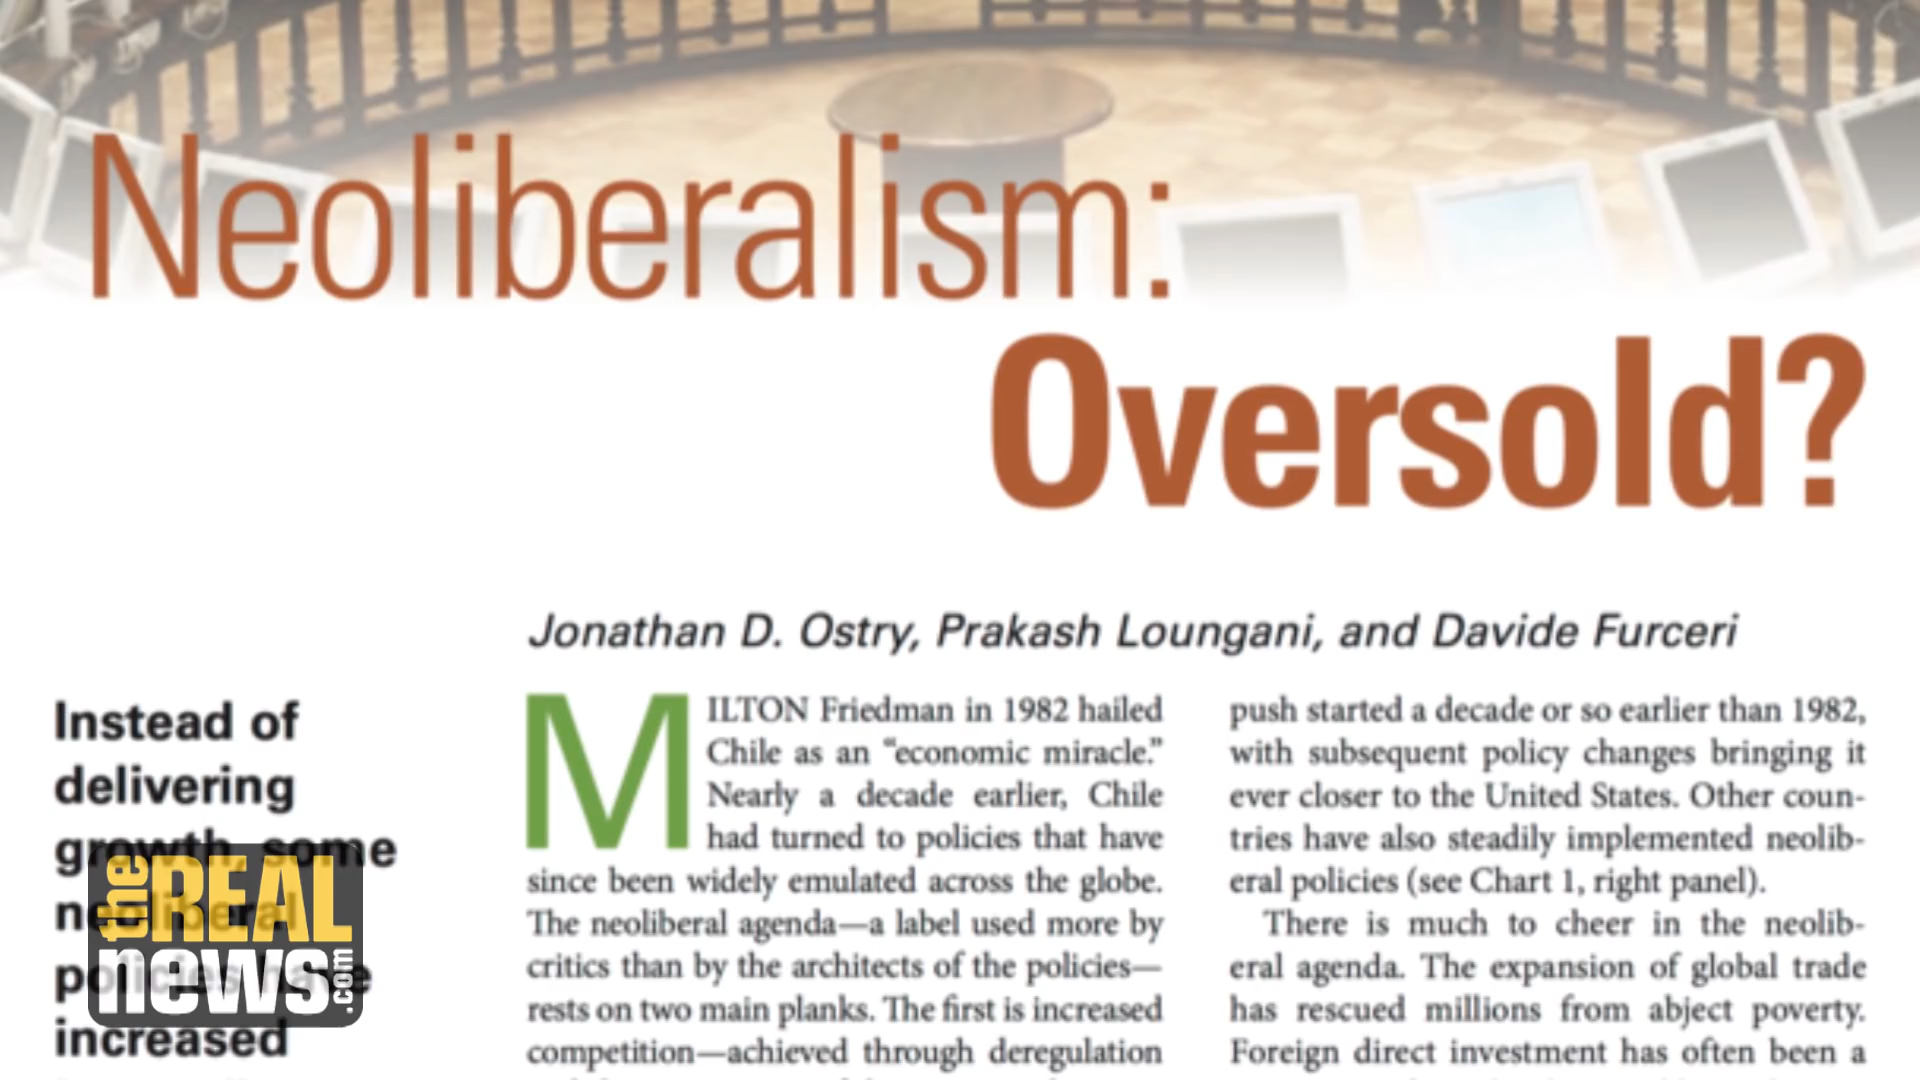 Neoliberalism:
Oversold?
Jonathan D. Ostry, Prakash Loungani, and Davide Furceri
Instead of
delivering
growth, some
neoliberal
policies have
increased
MILTON Friedman in 1982 hailed
Chile as an “economic miracle.”
Nearly a decade earlier, Chile
had turned to policies that have
since been widely emulated across the globe.
The neoliberal agenda—a label used more by
critics than by the architects of the policies—
rests on two main planks. The first is increased
competition—achieved through deregulation
push started a decade or so earlier than 1982,
with subsequent policy changes bringing it
ever closer to the United States. Other coun-
tries have also steadily implemented neolib-
eral policies (see Chart 1, right panel).
There is much to cheer in the neolib-
eral agenda. The expansion of global trade
has rescued millions from abject poverty.
Foreign direct investment has often been a
the REAL
news.com